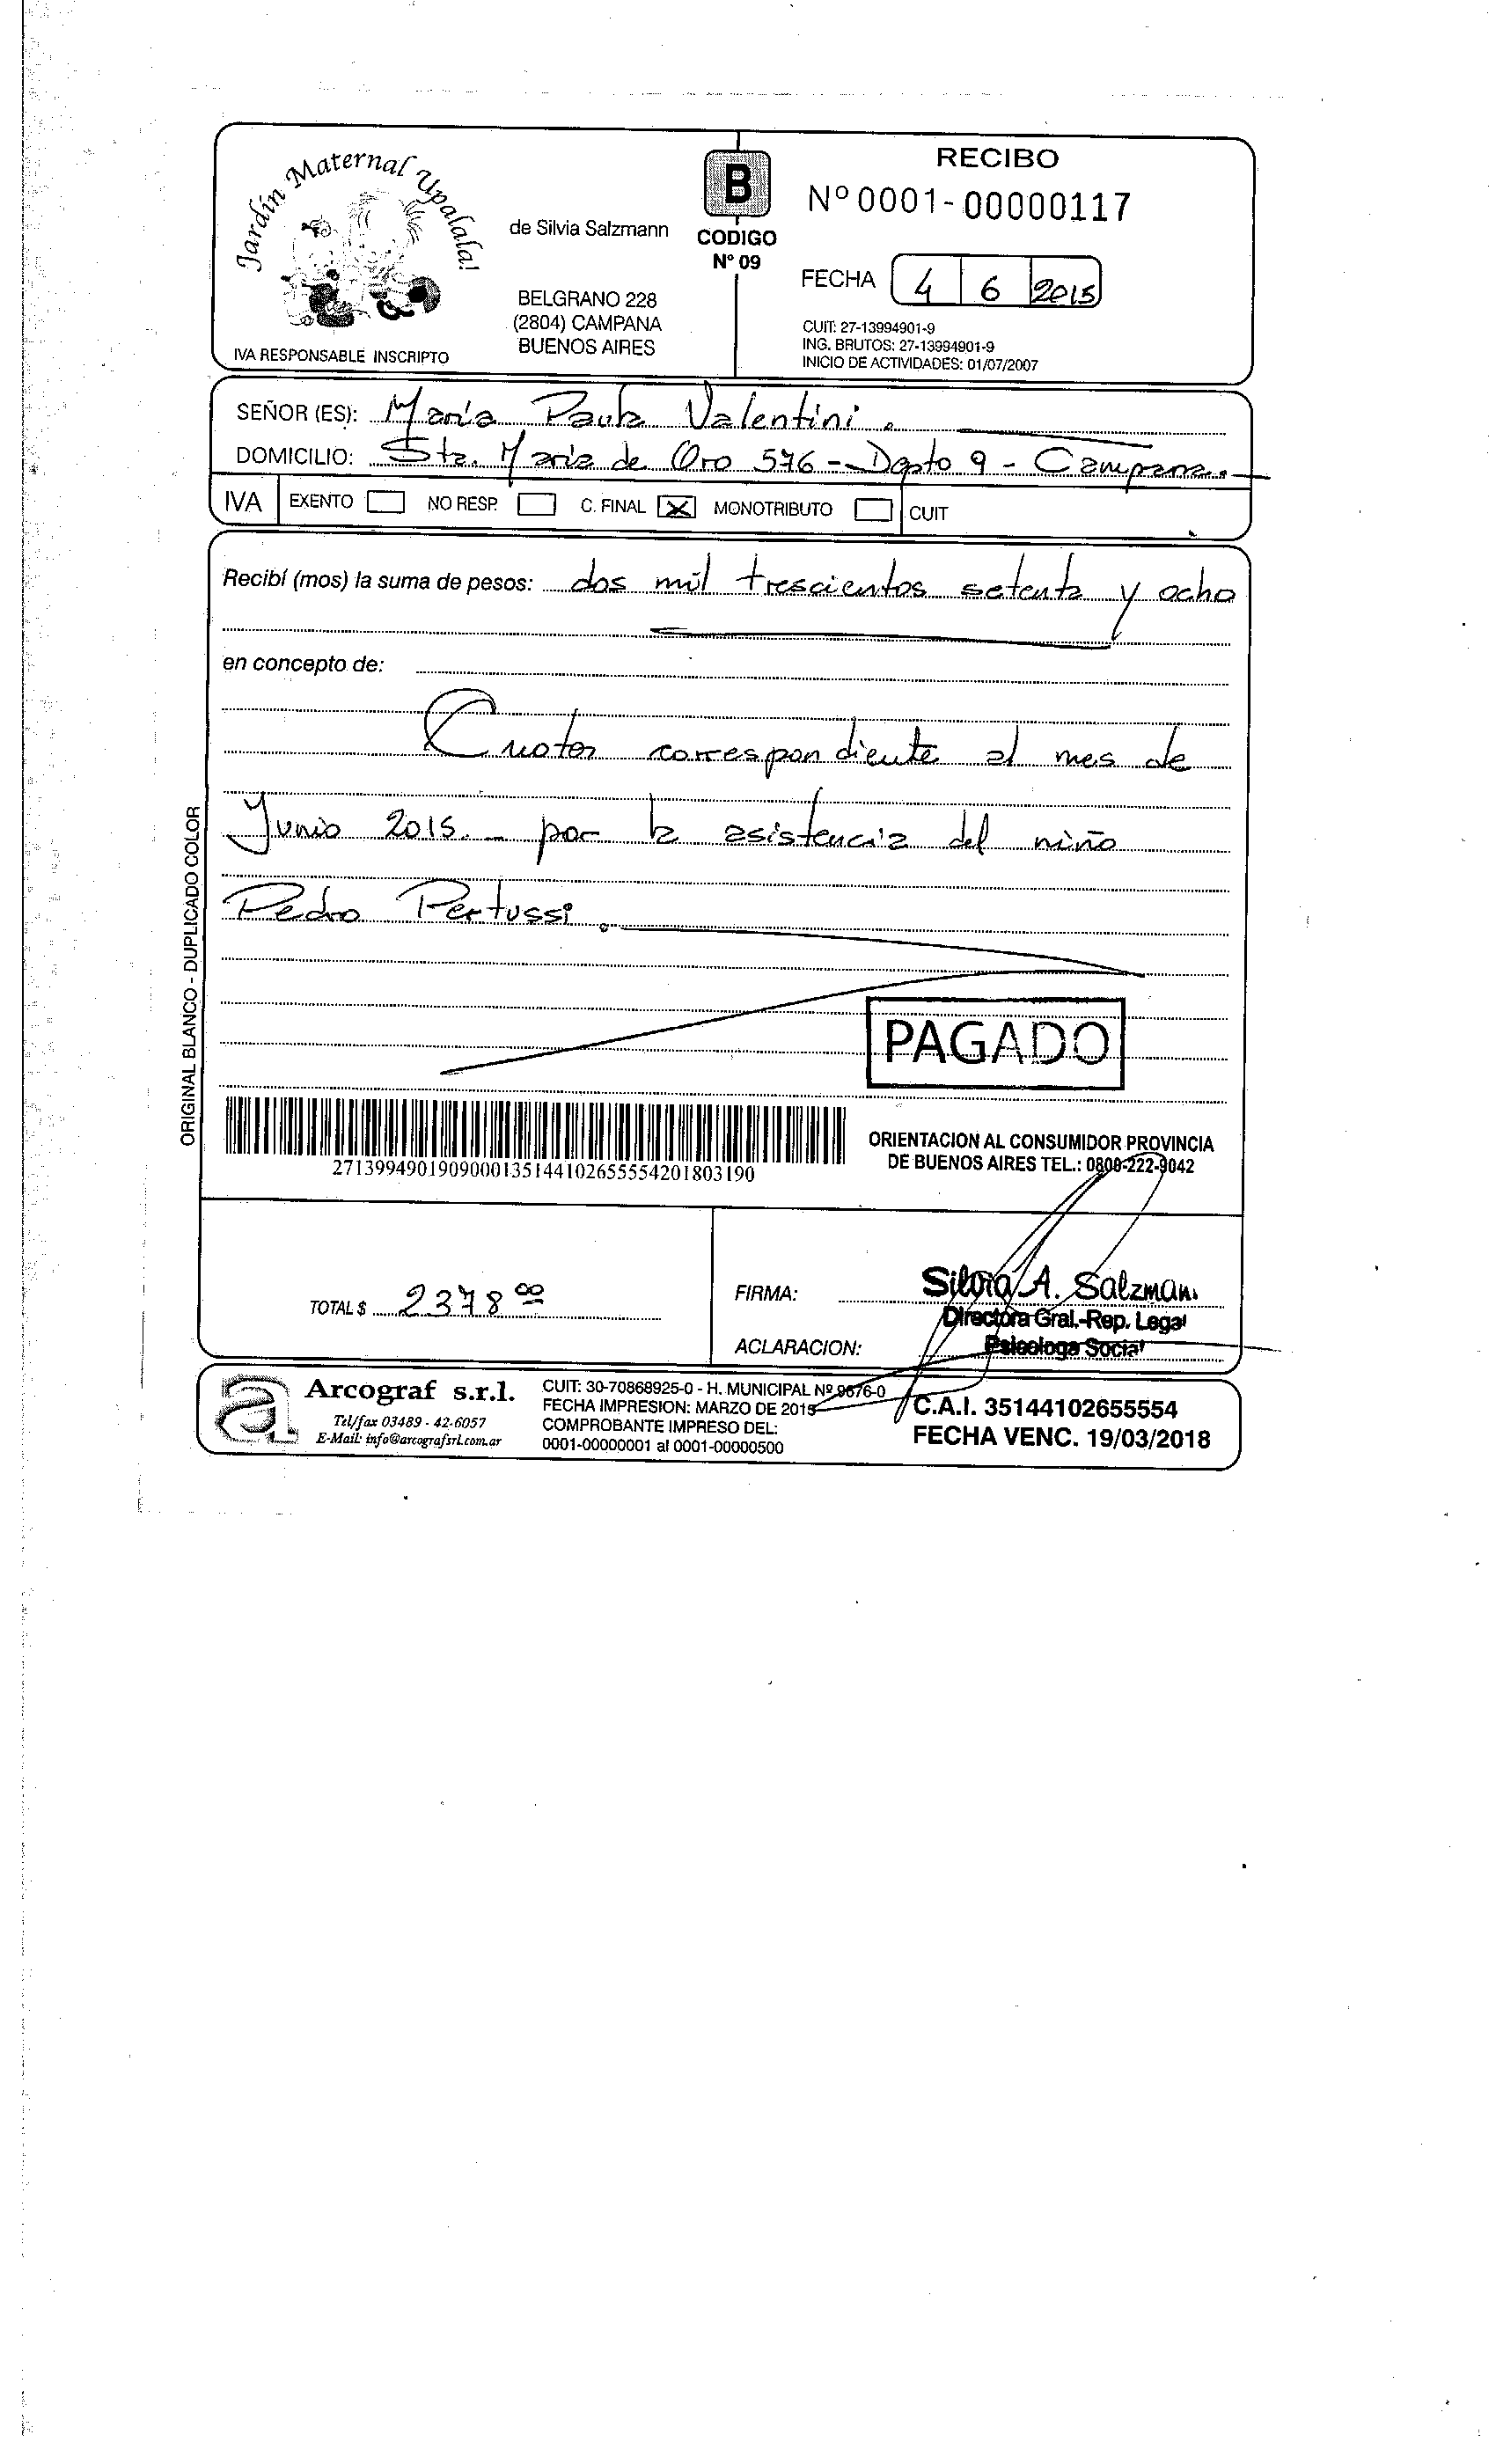 Jardín Maternal Upalala!
de Silvia Salzmann
BELGRANO 228
(2804) CAMPANA
BUENOS AIRES
IVA RESPONSABLE INSCRIPTO
B
CODIGO
Nº 09
RECIBO
Nº 0001-00000117
FECHA 4 6 2015
CUIT: 27-13994901-9
ING. BRUTOS: 27-13994901-9
INICIO DE ACTIVIDADES: 01/07/2007
SEÑOR (ES): María Paula Valentini.
DOMICILIO: Sta. María de Oro 576 - Dpto 9 - Campana.
IVA EXENTO NO RESP. C. FINAL X MONOTRIBUTO CUIT
Recibí (mos) la suma de pesos: dos mil trescientos setenta y ocho
en concepto de:
Cuota correspondiente al mes de
Junio 2015.- por la asistencia del niño
Pedro Pertussi.
PAGADO
ORIGINAL BLANCO - DUPLICADO COLOR
271399490190900013514410265555420180319​0
ORIENTACION AL CONSUMIDOR PROVINCIA
DE BUENOS AIRES TEL.: 0800-222-9042
TOTAL $ 2378 00
FIRMA: Silvia A. Salzman
Directora Gral.-Rep. Legal
ACLARACION: Psicologa Social
Arcograf s.r.l.
Tel/fax 03489 - 42-6057
E-Mail: info@arcografsrl.com.ar
CUIT: 30-70868925-0 - H. MUNICIPAL Nº 9676-0
FECHA IMPRESION: MARZO DE 2015
COMPROBANTE IMPRESO DEL:
0001-00000001 al 0001-00000500
C.A.I. 35144102655554
FECHA VENC. 19/03/2018